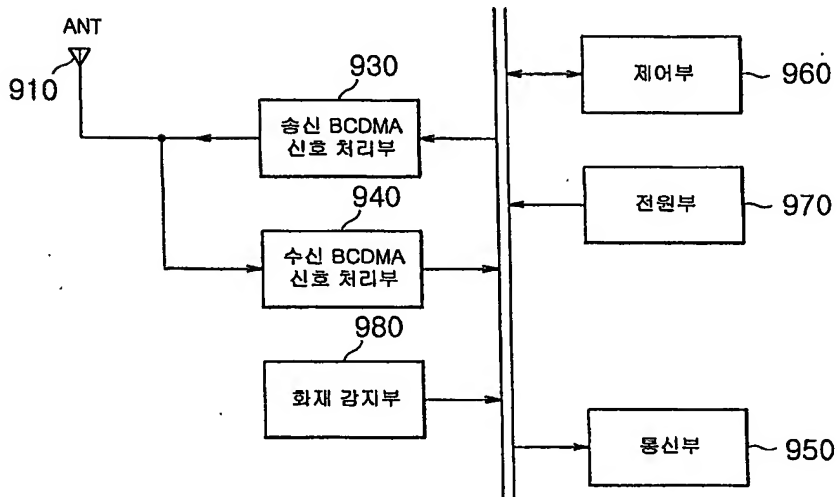 ANT
910
930
송신 BCDMA
신호 처리부
940
수신 BCDMA
신호 처리부
980
화재 감지부
제어부
960
전원부
970
통신부
950